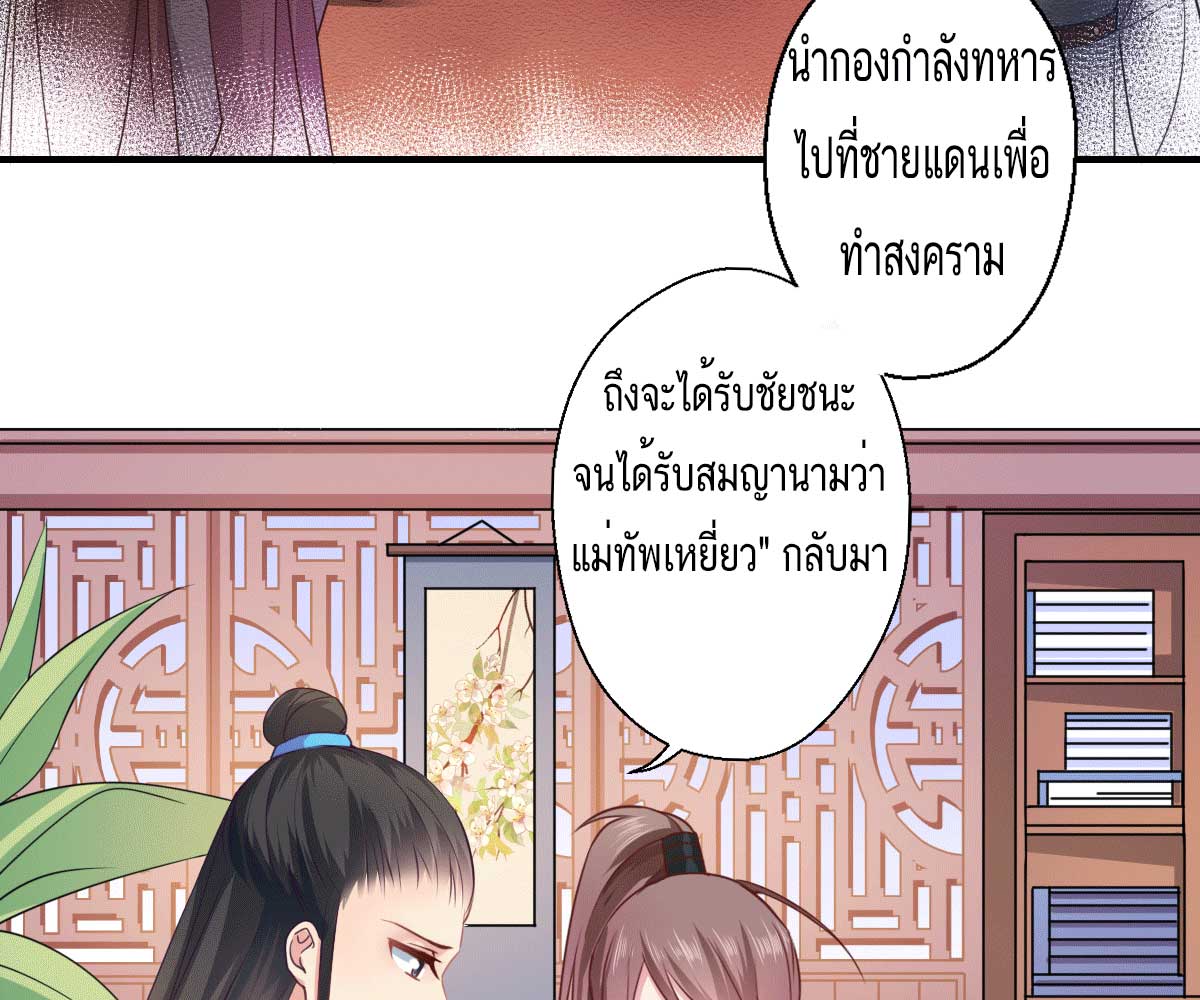 นำกองกำลังทหาร
ไปที่ชายแดนเพื่อ
ทำสงคราม
ถึงจะได้รับชัยชนะ
จนได้รับสมญานามว่า
แม่ทัพเหยี่ยว" กลับมา